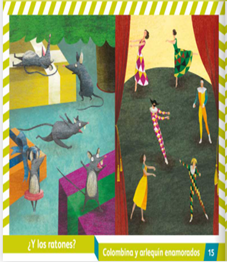 ¿Y los ratones?
Colombina y arlequín enamorados 15